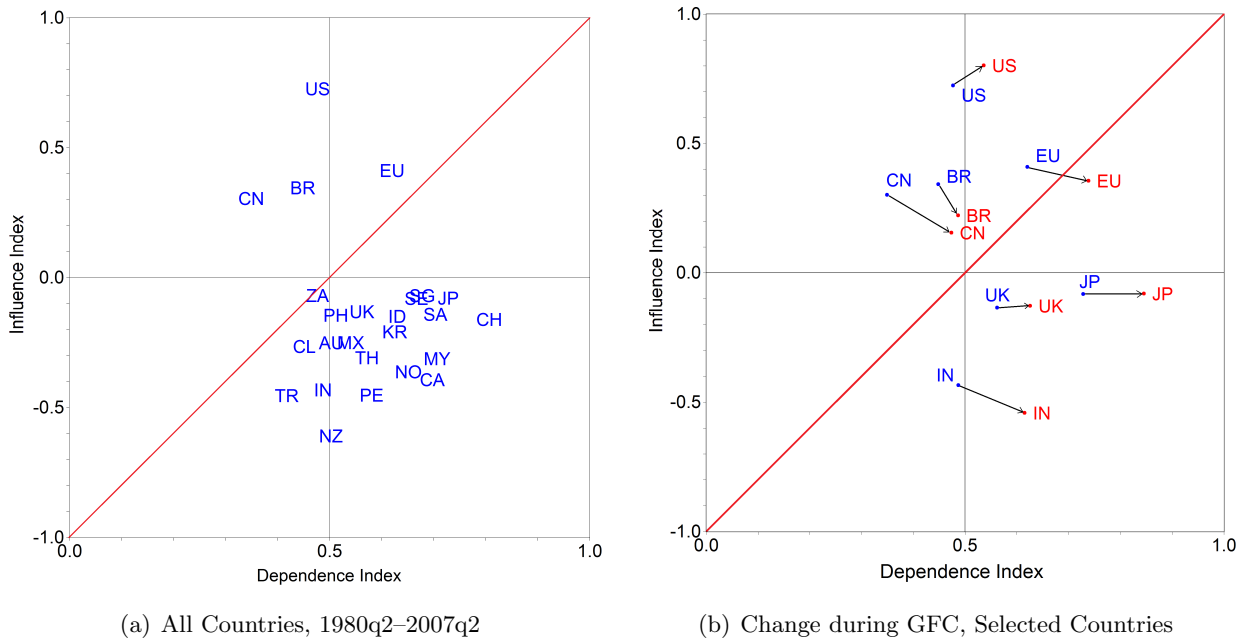 1.0
0.5
0.0
-0.5
-1.0
Influence Index
US
EU
BR
CN
ZA
SG
SE
JP
PH
UK
ID
SA
CH
KR
CL
AU
MX
TH
MY
NO
CA
TR
IN
PE
NZ
0.0
0.5
1.0
Dependence Index
(a) All Countries, 1980q2–2007q2
1.0
0.5
0.0
-0.5
-1.0
Influence Index
US
US
EU
EU
CN
BR
BR
CN
JP
JP
UK
UK
IN
IN
0.0
0.5
1.0
Dependence Index
(b) Change during GFC, Selected Countries